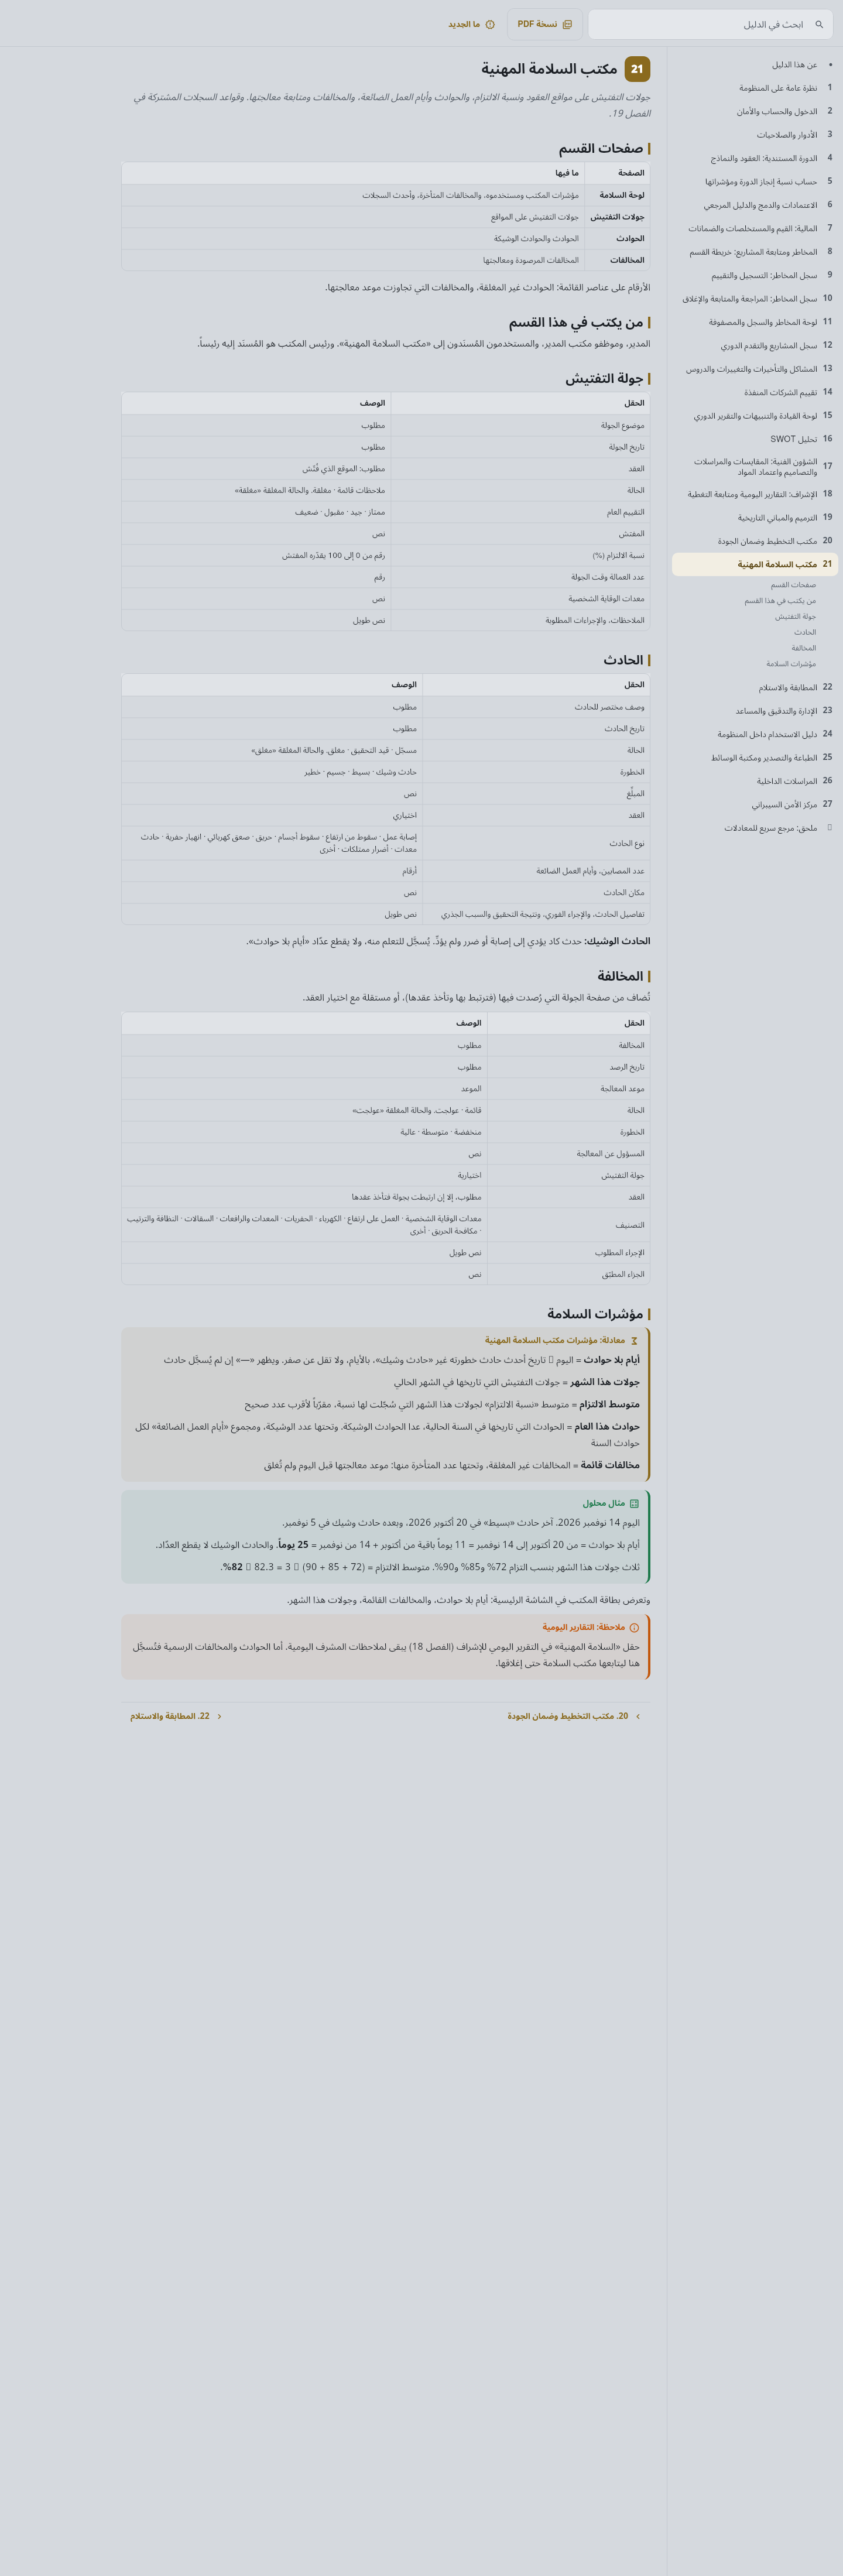 ابحث في الدليل
نسخة PDF
ما الجديد
عن هذا الدليل
1 نظرة عامة على المنظومة
2 الدخول والحساب والأمان
3 الأدوار والصلاحيات
4 الدورة المستندية: العقود والنماذج
5 حساب نسبة إنجاز الدورة ومؤشراتها
6 الاعتمادات والدمج والدليل المرجعي
7 المالية: القيم والمستخلصات والضمانات
8 المخاطر ومتابعة المشاريع: خريطة القسم
9 سجل المخاطر: التسجيل والتقييم
10 سجل المخاطر: المراجعة والمتابعة والإغلاق
11 لوحة المخاطر والسجل والمصفوفة
12 سجل المشاريع والتقدم الدوري
13 المشاكل والتأخيرات والتغييرات والدروس
14 تقييم الشركات المنفذة
15 لوحة القيادة والتنبيهات والتقرير الدوري
16 تحليل SWOT
17 الشؤون الفنية: المقايسات والمراسلات
والتصاميم واعتماد المواد
18 الإشراف: التقارير اليومية ومتابعة التغطية
19 الترميم والمباني التاريخية
20 مكتب التخطيط وضمان الجودة
21 مكتب السلامة المهنية
صفحات القسم
من يكتب في هذا القسم
جولة التفتيش
الحادث
المخالفة
مؤشرات السلامة
22 المطابقة والاستلام
23 الإدارة والتدقيق والمساعد
24 دليل الاستخدام داخل المنظومة
25 الطباعة والتصدير ومكتبة الوسائط
26 المراسلات الداخلية
27 مركز الأمن السيبراني
ملحق: مرجع سريع للمعادلات
21 مكتب السلامة المهنية
جولات التفتيش على مواقع العقود ونسبة الالتزام، والحوادث وأيام العمل الضائعة، والمخالفات ومتابعة معالجتها. وقواعد السجلات المشتركة في
الفصل 19.
صفحات القسم
الصفحة ما فيها
لوحة السلامة مؤشرات المكتب ومستخدموه، والمخالفات المتأخرة، وأحدث السجلات
جولات التفتيش جولات التفتيش على المواقع
الحوادث الحوادث والحوادث الوشيكة
المخالفات المخالفات المرصودة ومعالجتها
الأرقام على عناصر القائمة: الحوادث غير المغلقة، والمخالفات التي تجاوزت موعد معالجتها.
من يكتب في هذا القسم
المدير، وموظفو مكتب المدير، والمستخدمون المُسنَدون إلى «مكتب السلامة المهنية». ورئيس المكتب هو المُسنَد إليه رئيساً.
جولة التفتيش
الحقل الوصف
موضوع الجولة مطلوب
تاريخ الجولة مطلوب
العقد مطلوب: الموقع الذي فُتّش
الحالة ملاحظات قائمة · مغلقة. والحالة المغلقة «مغلقة»
التقييم العام ممتاز · جيد · مقبول · ضعيف
المفتش نص
نسبة الالتزام (%) رقم من 0 إلى 100 يقدّره المفتش
عدد العمالة وقت الجولة رقم
معدات الوقاية الشخصية نص
الملاحظات، والإجراءات المطلوبة نص طويل
الحادث
الحقل الوصف
وصف مختصر للحادث مطلوب
تاريخ الحادث مطلوب
الحالة مسجّل · قيد التحقيق · مغلق. والحالة المغلقة «مغلق»
الخطورة حادث وشيك · بسيط · جسيم · خطير
المبلّغ نص
العقد اختياري
نوع الحادث إصابة عمل · سقوط من ارتفاع · سقوط أجسام · حريق · صعق كهربائي · انهيار حفرية · حادث
معدات · أضرار ممتلكات · أخرى
عدد المصابين، وأيام العمل الضائعة أرقام
مكان الحادث نص
تفاصيل الحادث، والإجراء الفوري، ونتيجة التحقيق والسبب الجذري نص طويل
الحادث الوشيك: حدث كاد يؤدي إلى إصابة أو ضرر ولم يؤدِّ. يُسجَّل للتعلم منه، ولا يقطع عدّاد «أيام بلا حوادث».
المخالفة
تُضاف من صفحة الجولة التي رُصدت فيها (فترتبط بها وتأخذ عقدها)، أو مستقلة مع اختيار العقد.
الحقل الوصف
المخالفة مطلوب
تاريخ الرصد مطلوب
موعد المعالجة الموعد
الحالة قائمة · عولجت. والحالة المغلقة «عولجت»
الخطورة منخفضة · متوسطة · عالية
المسؤول عن المعالجة نص
جولة التفتيش اختيارية
العقد مطلوب، إلا إن ارتبطت بجولة فتأخذ عقدها
التصنيف معدات الوقاية الشخصية · العمل على ارتفاع · الكهرباء · الحفريات · المعدات والرافعات · السقالات · النظافة والترتيب
· مكافحة الحريق · أخرى
الإجراء المطلوب نص طويل
الجزاء المطبّق نص
مؤشرات السلامة
معادلة: مؤشرات مكتب السلامة المهنية
أيام بلا حوادث = اليوم تاريخ أحدث حادث خطورته غير «حادث وشيك»، بالأيام، ولا تقل عن صفر. ويظهر «—» إن لم يُسجَّل حادث
جولات هذا الشهر = جولات التفتيش التي تاريخها في الشهر الحالي
متوسط الالتزام = متوسط «نسبة الالتزام» لجولات هذا الشهر التي سُجّلت لها نسبة، مقرّباً لأقرب عدد صحيح
حوادث هذا العام = الحوادث التي تاريخها في السنة الحالية، عدا الحوادث الوشيكة. وتحتها عدد الوشيكة، ومجموع «أيام العمل الضائعة» لكل
حوادث السنة
مخالفات قائمة = المخالفات غير المغلقة، وتحتها عدد المتأخرة منها: موعد معالجتها قبل اليوم ولم تُغلق
مثال محلول
اليوم 14 نوفمبر 2026. آخر حادث «بسيط» في 20 أكتوبر 2026، وبعده حادث وشيك في 5 نوفمبر.
أيام بلا حوادث = من 20 أكتوبر إلى 14 نوفمبر = 11 يوماً باقية من أكتوبر + 14 من نوفمبر = 25 يوماً. والحادث الوشيك لا يقطع العدّاد.
ثلاث جولات هذا الشهر بنسب التزام 72% و85% و90%. متوسط الالتزام = (72 + 85 + 90) 3 = 82.3 82%.
وتعرض بطاقة المكتب في الشاشة الرئيسية: أيام بلا حوادث، والمخالفات القائمة، وجولات هذا الشهر.
ملاحظة: التقارير اليومية
حقل «السلامة المهنية» في التقرير اليومي للإشراف (الفصل 18) يبقى لملاحظات المشرف اليومية. أما الحوادث والمخالفات الرسمية فتُسجَّل
هنا ليتابعها مكتب السلامة حتى إغلاقها.
20. مكتب التخطيط وضمان الجودة
22. المطابقة والاستلام